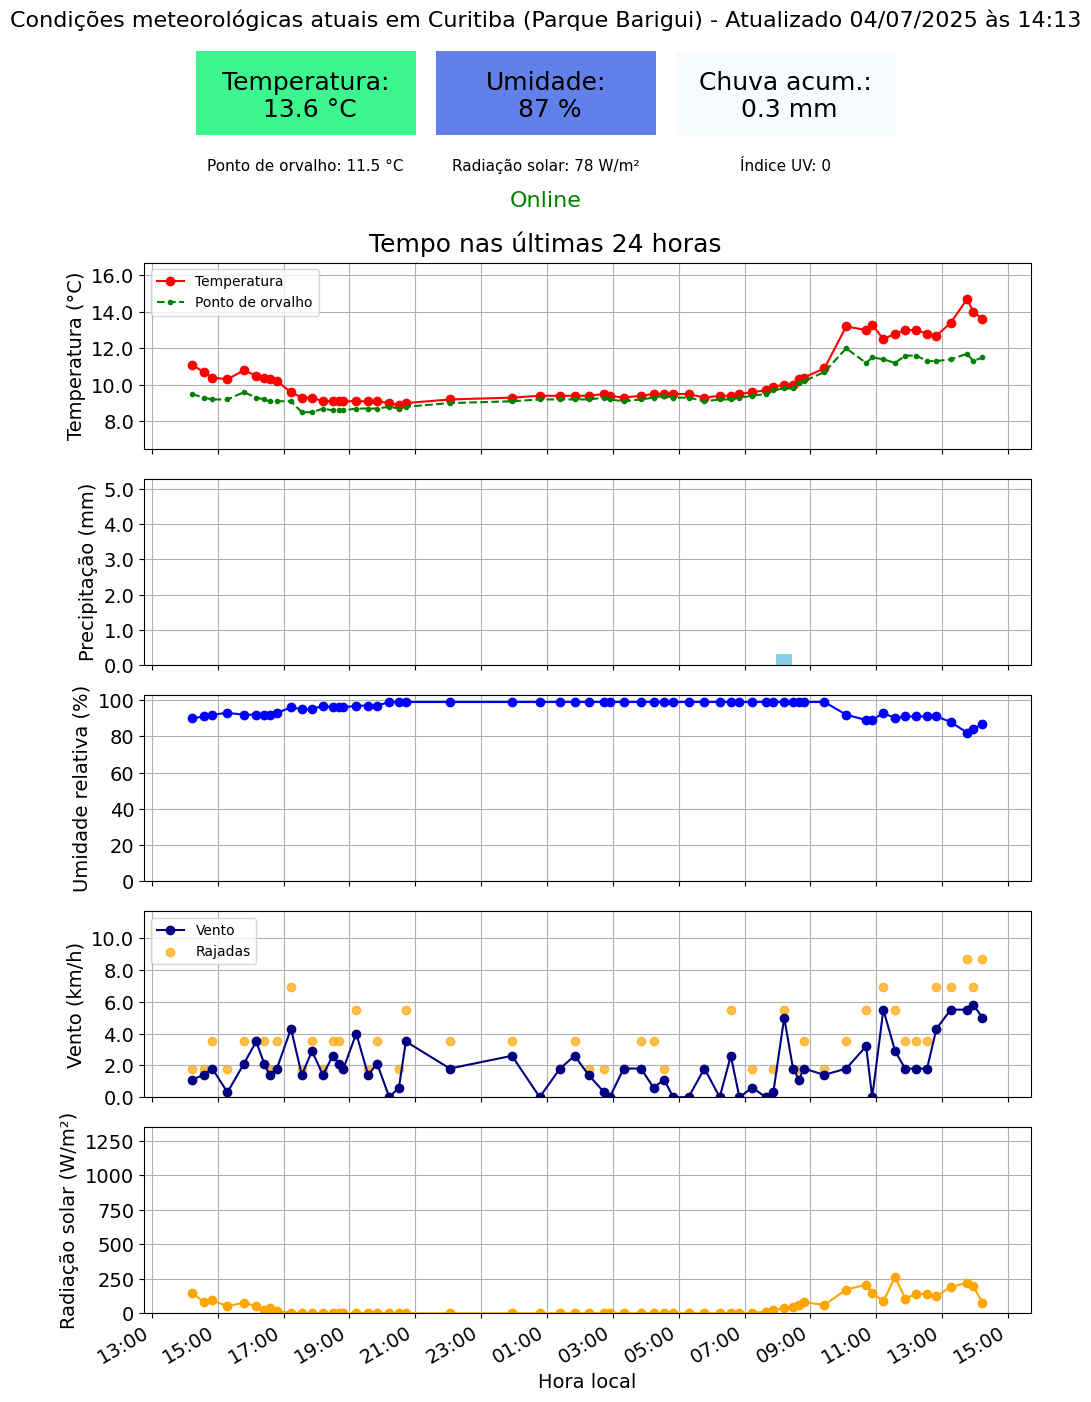 Condições meteorológicas atuais em Curitiba (Parque Barigui) - Atualizado 04/07/2025 às 14:13
Temperatura:
13.6 °C
Umidade:
87 %
Chuva acum.:
0.3 mm
Ponto de orvalho: 11.5 °C
Radiação solar: 78 W/m²
Índice UV: 0
Online
Tempo nas últimas 24 horas
Temperatura (°C)
16.0
14.0
12.0
10.0
8.0
Temperatura
Ponto de orvalho
Precipitação (mm)
5.0
4.0
3.0
2.0
1.0
0.0
Umidade relativa (%)
100
80
60
40
20
0
Vento (km/h)
10.0
8.0
6.0
4.0
2.0
0.0
Vento
Rajadas
Radiação solar (W/m²)
1250
1000
750
500
250
0
13:00
15:00
17:00
19:00
21:00
23:00
01:00
03:00
05:00
07:00
09:00
11:00
13:00
15:00
Hora local